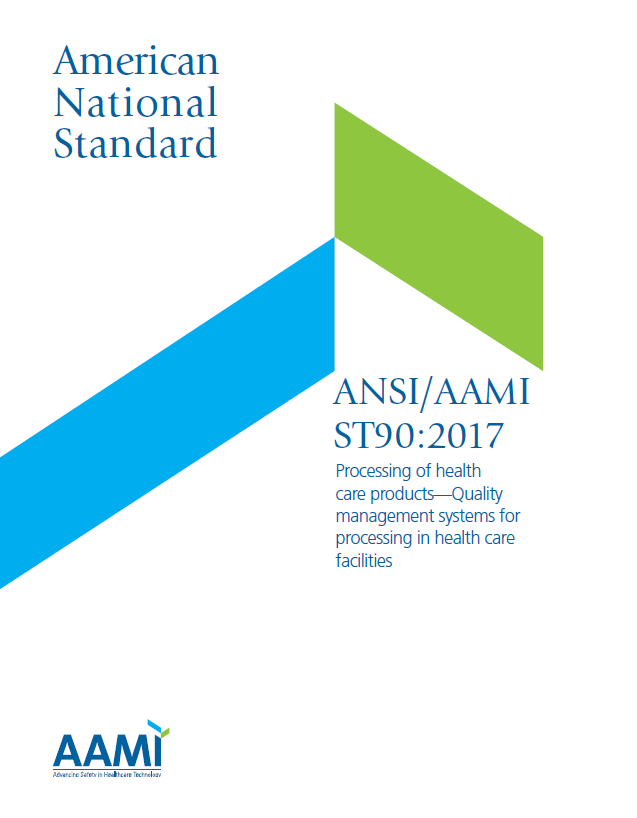 American
National
Standard
ANSI/AAMI
ST90:2017
Processing of health
care products—Quality
management systems for
processing in health care
facilities
AAMI
Advancing Safety in Healthcare Technology